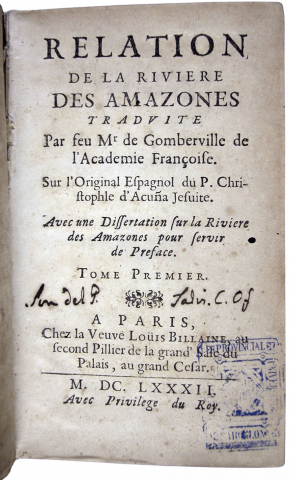 RELATION
DE LA RIVIERE
DES AMAZONES
TRADVITE
Par feu Mr de Gomberville de
l'Academie Françoise.
Sur l'Original Espagnol du P. Chri-
stophle d'Acuña Jesuite.
Avec une Dissertation sur la Riviere
des Amazones pour servir
de Preface.
TOME PREMIER.
A PARIS,
Chez la Veuve LOÜIS BILLAINE, au
second Pillier de la grand' Sale du
Palais, au grand Cesar.
M. DC. LXXXII.
Avec Privilege du Roy.